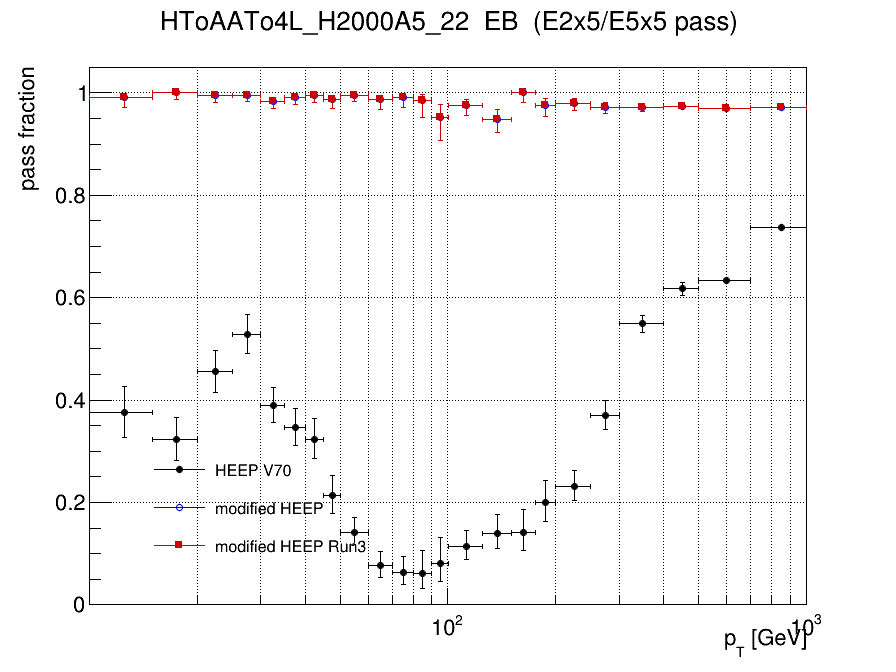 HToAATo4L_H2000A5_22 EB (E2x5/E5x5 pass)
pass fraction
1
0.8
0.6
0.4
0.2
0
HEEP V70
modified HEEP
modified HEEP Run3
10²
10³
p_T [GeV]